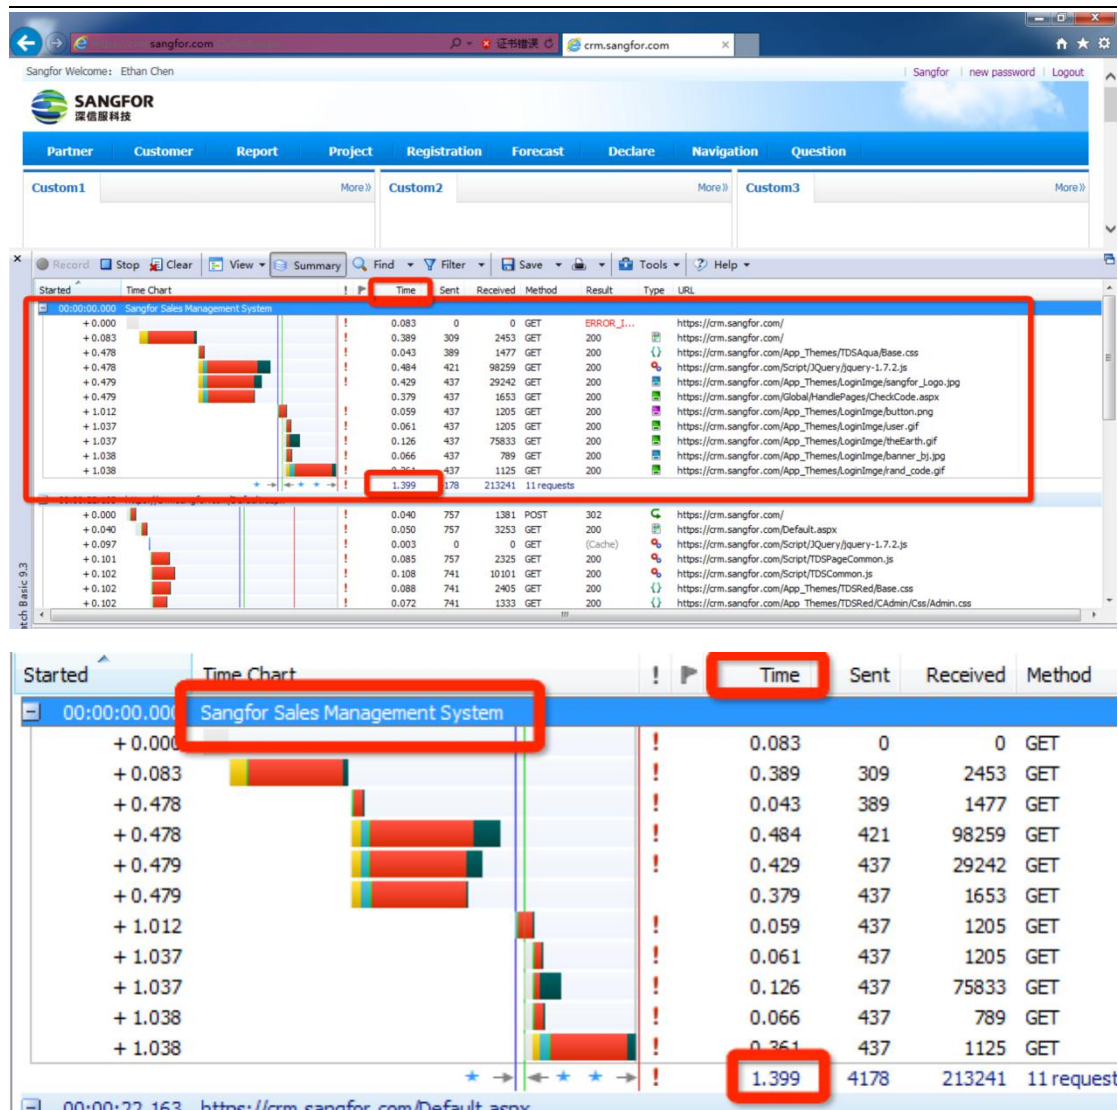 sangfor.com 证书错误 crm.sangfor.com
Sangfor Welcome: Ethan Chen Sangfor new password Logout
SANGFOR
深信服科技
Partner Customer Report Project Registration Forecast Declare Navigation Question
Custom1 More» Custom2 More» Custom3 More»
Record Stop Clear View Summary Find Filter Save Tools Help
Started Time Chart ! Time Sent Received Method Result Type URL
00:00:00.000 Sangfor Sales Management System
+ 0.000 0.083 0 0 GET ERROR_I... https://crm.sangfor.com/
+ 0.083 ! 0.389 309 2453 GET 200 https://crm.sangfor.com/
+ 0.478 ! 0.043 389 1477 GET 200 {} https://crm.sangfor.com/App_Themes/TDSAqua/Base.css
+ 0.478 ! 0.484 421 98259 GET 200 https://crm.sangfor.com/Script/JQuery/jquery-1.7.2.js
+ 0.479 ! 0.429 437 29242 GET 200 https://crm.sangfor.com/App_Themes/LoginImge/sangfor_Logo.jpg
+ 0.479 0.379 437 1653 GET 200 https://crm.sangfor.com/Global/HandlePages/CheckCode.aspx
+ 1.012 ! 0.059 437 1205 GET 200 https://crm.sangfor.com/App_Themes/LoginImge/button.png
+ 1.037 ! 0.061 437 1205 GET 200 https://crm.sangfor.com/App_Themes/LoginImge/user.gif
+ 1.037 ! 0.126 437 75833 GET 200 https://crm.sangfor.com/App_Themes/LoginImge/theEarth.gif
+ 1.038 ! 0.066 437 789 GET 200 https://crm.sangfor.com/App_Themes/LoginImge/banner_bj.jpg
+ 1.038 ! 0.361 437 1125 GET 200 https://crm.sangfor.com/App_Themes/LoginImge/rand_code.gif
! 1.399 178 213241 11 requests
+ 0.000 ! 0.040 757 1381 POST 302 https://crm.sangfor.com/
+ 0.040 ! 0.050 757 3253 GET 200 https://crm.sangfor.com/Default.aspx
+ 0.097 ! 0.003 0 0 GET (Cache) https://crm.sangfor.com/Script/JQuery/jquery-1.7.2.js
+ 0.101 ! 0.085 757 2325 GET 200 https://crm.sangfor.com/Script/TDSPageCommon.js
+ 0.102 ! 0.108 741 10101 GET 200 https://crm.sangfor.com/Script/TDSCommon.js
+ 0.102 ! 0.088 741 2405 GET 200 {} https://crm.sangfor.com/App_Themes/TDSRed/Base.css
+ 0.102 ! 0.072 741 1333 GET 200 {} https://crm.sangfor.com/App_Themes/TDSRed/CAdmin/Css/Admin.css
tch Basic 9.3
Started Time Chart ! Time Sent Received Method
00:00:00.000 Sangfor Sales Management System
+ 0.000 ! 0.083 0 0 GET
+ 0.083 ! 0.389 309 2453 GET
+ 0.478 ! 0.043 389 1477 GET
+ 0.478 ! 0.484 421 98259 GET
+ 0.479 ! 0.429 437 29242 GET
+ 0.479 0.379 437 1653 GET
+ 1.012 ! 0.059 437 1205 GET
+ 1.037 ! 0.061 437 1205 GET
+ 1.037 ! 0.126 437 75833 GET
+ 1.038 ! 0.066 437 789 GET
+ 1.038 ! 0.361 437 1125 GET
! 1.399 4178 213241 11 request
00:00:22.163 https://crm.sangfor.com/Default.aspx